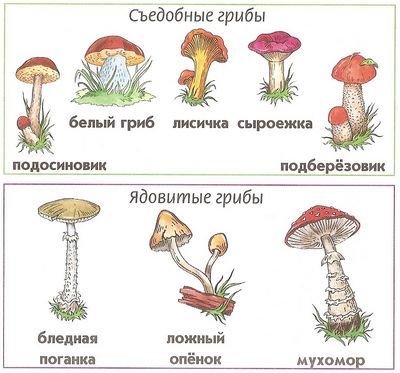 Съедобные грибы
белый гриб лисичка сыроежка
подосиновик подберёзовик
Ядовитые грибы
бледная поганка
ложный опёнок
мухомор